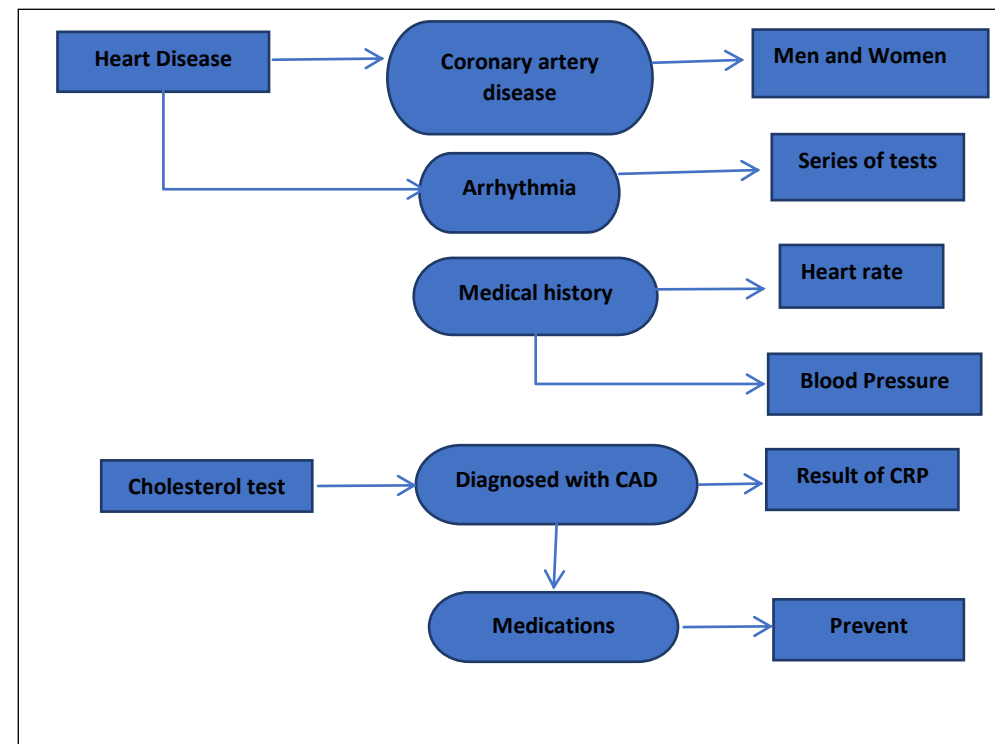 Heart Disease
Coronary artery
disease
Men and Women
Arrhythmia
Series of tests
Medical history
Heart rate
Blood Pressure
Cholesterol test
Diagnosed with CAD
Result of CRP
Medications
Prevent